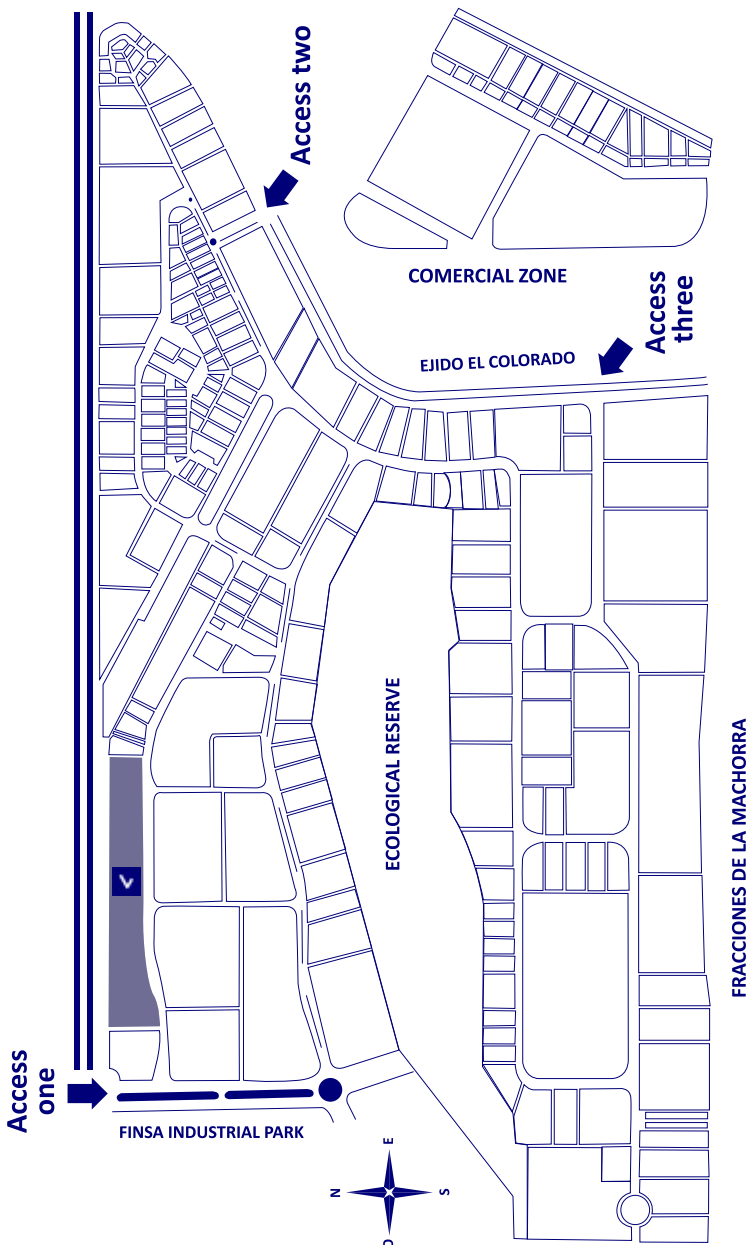 Access two
COMERCIAL ZONE
Access
three
EJIDO EL COLORADO
ECOLOGICAL RESERVE
FRACCIONES DE LA MACHORRA
Access
one
FINSA INDUSTRIAL PARK
E
N
S